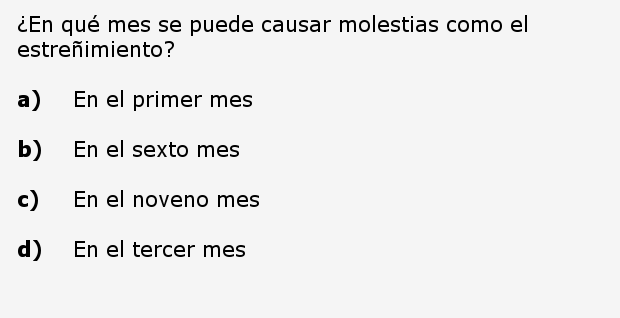 ¿En qué mes se puede causar molestias como el
estreñimiento?
a) En el primer mes
b) En el sexto mes
c) En el noveno mes
d) En el tercer mes